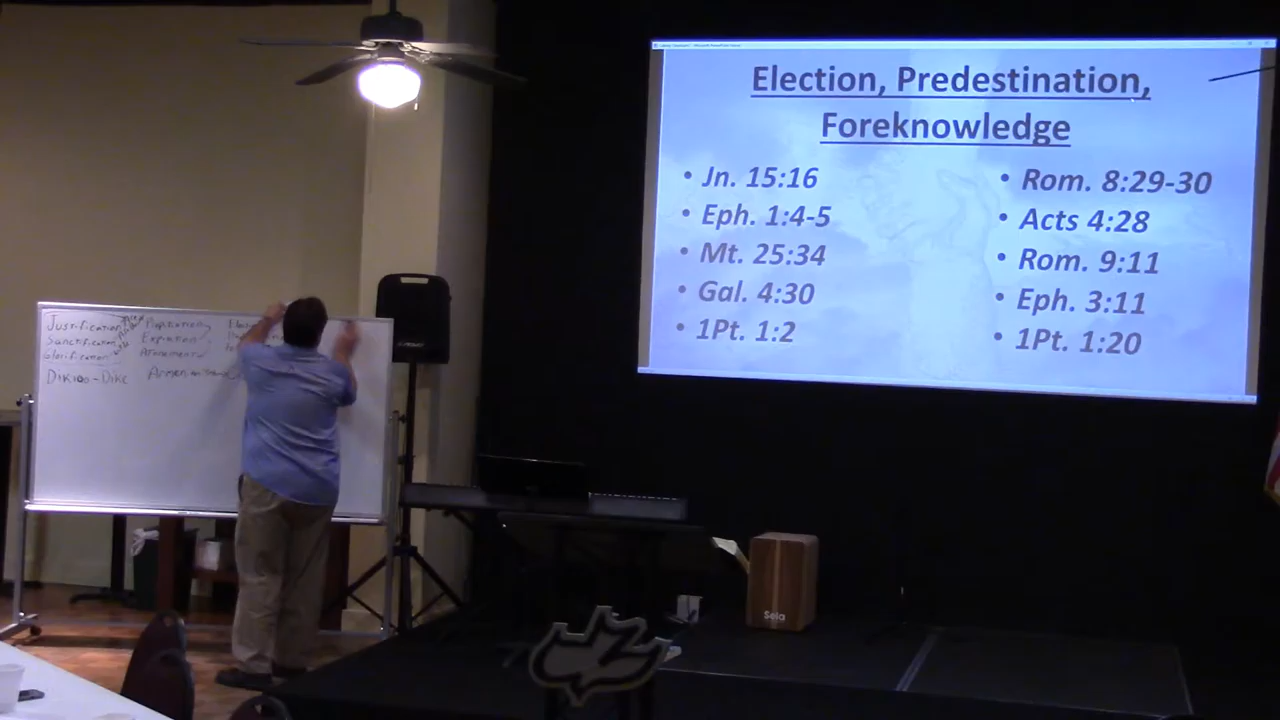 Election, Predestination,
Foreknowledge
• Jn. 15:16
• Eph. 1:4-5
• Mt. 25:34
• Gal. 4:30
• 1Pt. 1:2
• Rom. 8:29-30
• Acts 4:28
• Rom. 9:11
• Eph. 3:11
• 1Pt. 1:20
Justification
Sanctification
Glorification
Propitiation
Expiation
Atonement
Sela